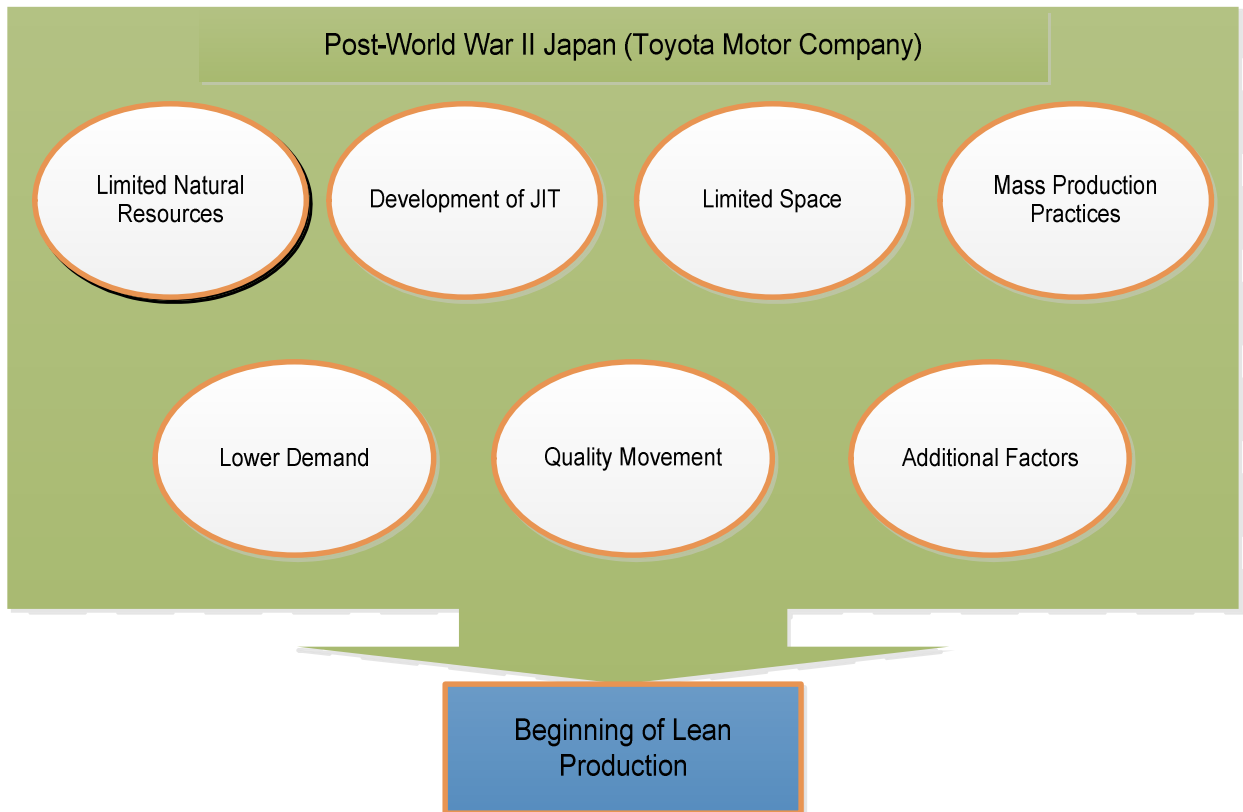 Post-World War II Japan (Toyota Motor Company)
Limited Natural
Resources
Development of JIT
Limited Space
Mass Production
Practices
Lower Demand
Quality Movement
Additional Factors
Beginning of Lean
Production